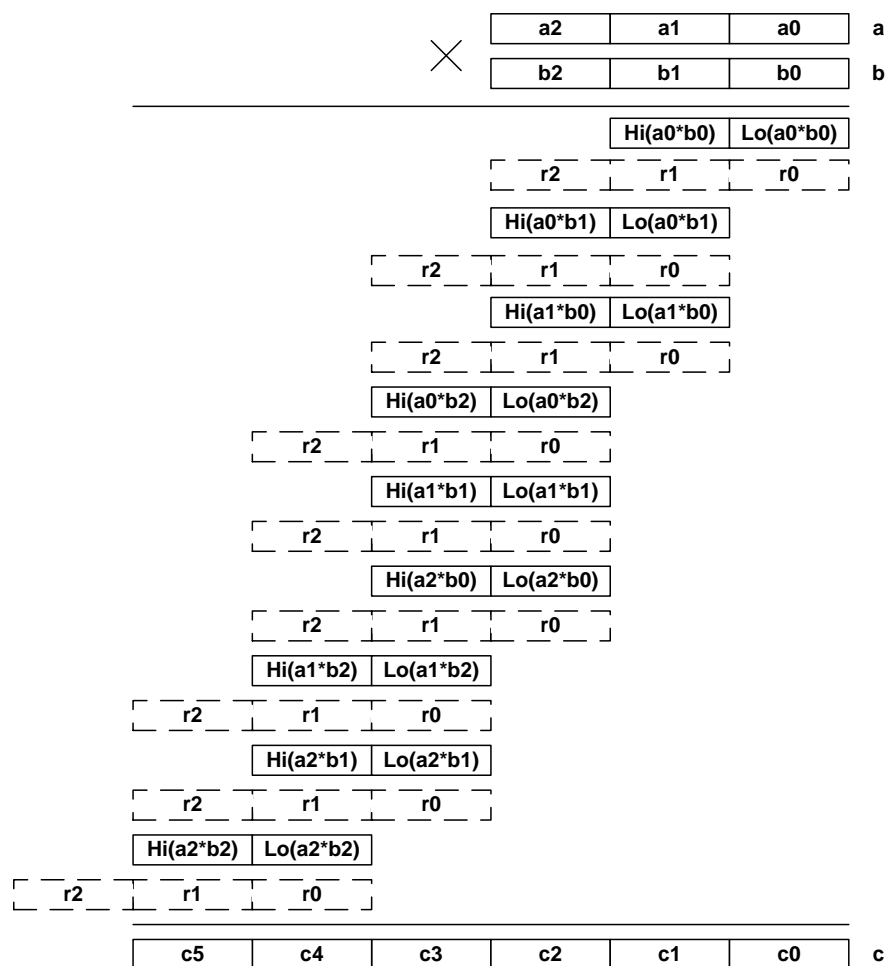 a2 a1 a0 a
b2 b1 b0 b
Hi(a0*b0) Lo(a0*b0)
r2 r1 r0
Hi(a0*b1) Lo(a0*b1)
r2 r1 r0
Hi(a1*b0) Lo(a1*b0)
r2 r1 r0
Hi(a0*b2) Lo(a0*b2)
r2 r1 r0
Hi(a1*b1) Lo(a1*b1)
r2 r1 r0
Hi(a2*b0) Lo(a2*b0)
r2 r1 r0
Hi(a1*b2) Lo(a1*b2)
r2 r1 r0
Hi(a2*b1) Lo(a2*b1)
r2 r1 r0
Hi(a2*b2) Lo(a2*b2)
r2 r1 r0
c5 c4 c3 c2 c1 c0 c